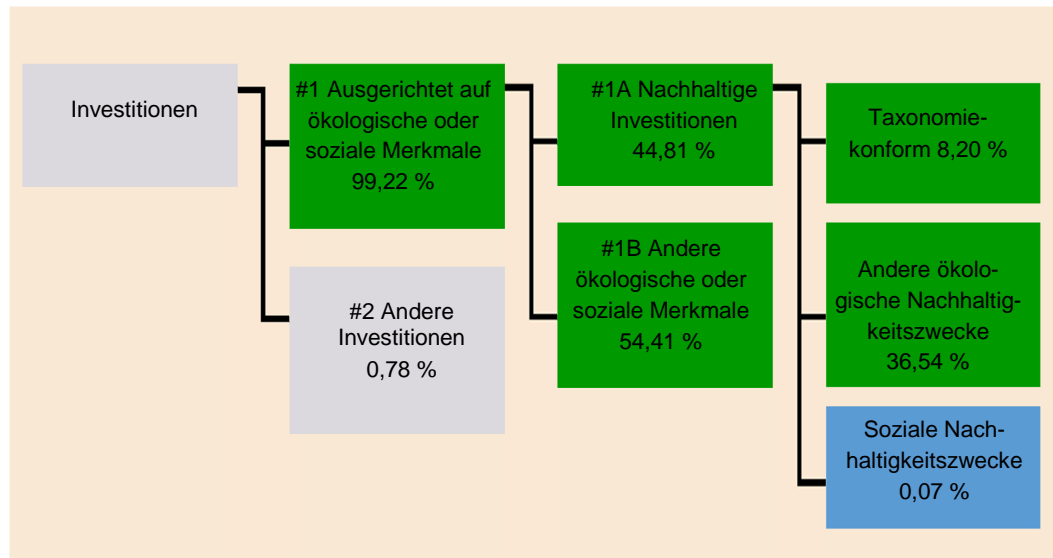 Investitionen
#1 Ausgerichtet auf
ökologische oder
soziale Merkmale
99,22 %
#2 Andere
Investitionen
0,78 %
#1A Nachhaltige
Investitionen
44,81 %
#1B Andere
ökologische oder
soziale Merkmale
54,41 %
Taxonomie-
konform 8,20 %
Andere ökolo-
gische Nachhaltig-
keitszwecke
36,54 %
Soziale Nach-
haltigkeitszwecke
0,07 %